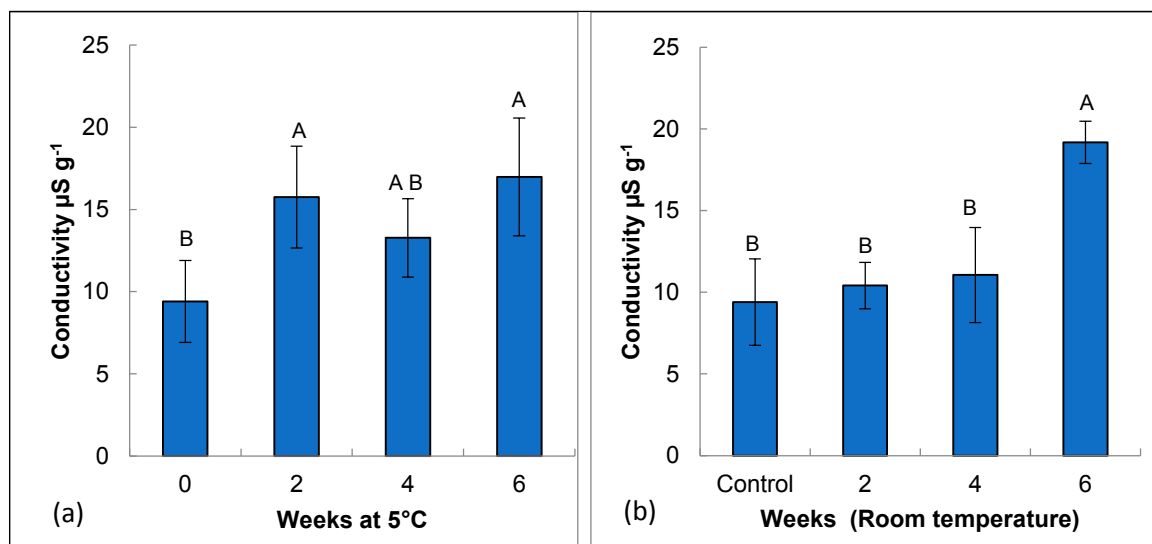 25
20
15
10
5
0
Conductivity µS g-1
B
A
A B
A
0 2 4 6
Weeks at 5°C
(a)
25
20
15
10
5
0
Conductivity µS g-1
B
B
B
A
Control 2 4 6
Weeks (Room temperature)
(b)